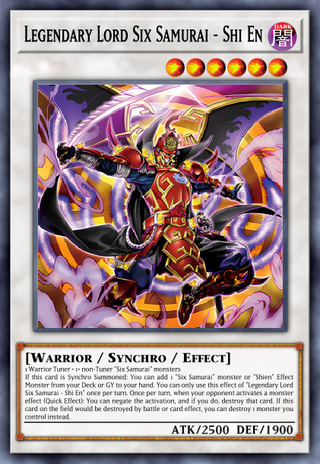 Legendary Lord Six Samurai - Shi En
DARK
闇
[Warrior / Synchro / Effect]
1 Warrior Tuner + 1+ non-Tuner "Six Samurai" monsters
If this card is Synchro Summoned: You can add 1 "Six Samurai" monster or "Shien" Effect
Monster from your Deck or GY to your hand. You can only use this effect of "Legendary Lord
Six Samurai - Shi En" once per turn. Once per turn, when your opponent activates a monster
effect (Quick Effect): You can negate the activation, and if you do, destroy that card. If this
card on the field would be destroyed by battle or card effect, you can destroy 1 monster you
control instead.
ATK/2500 DEF/1900